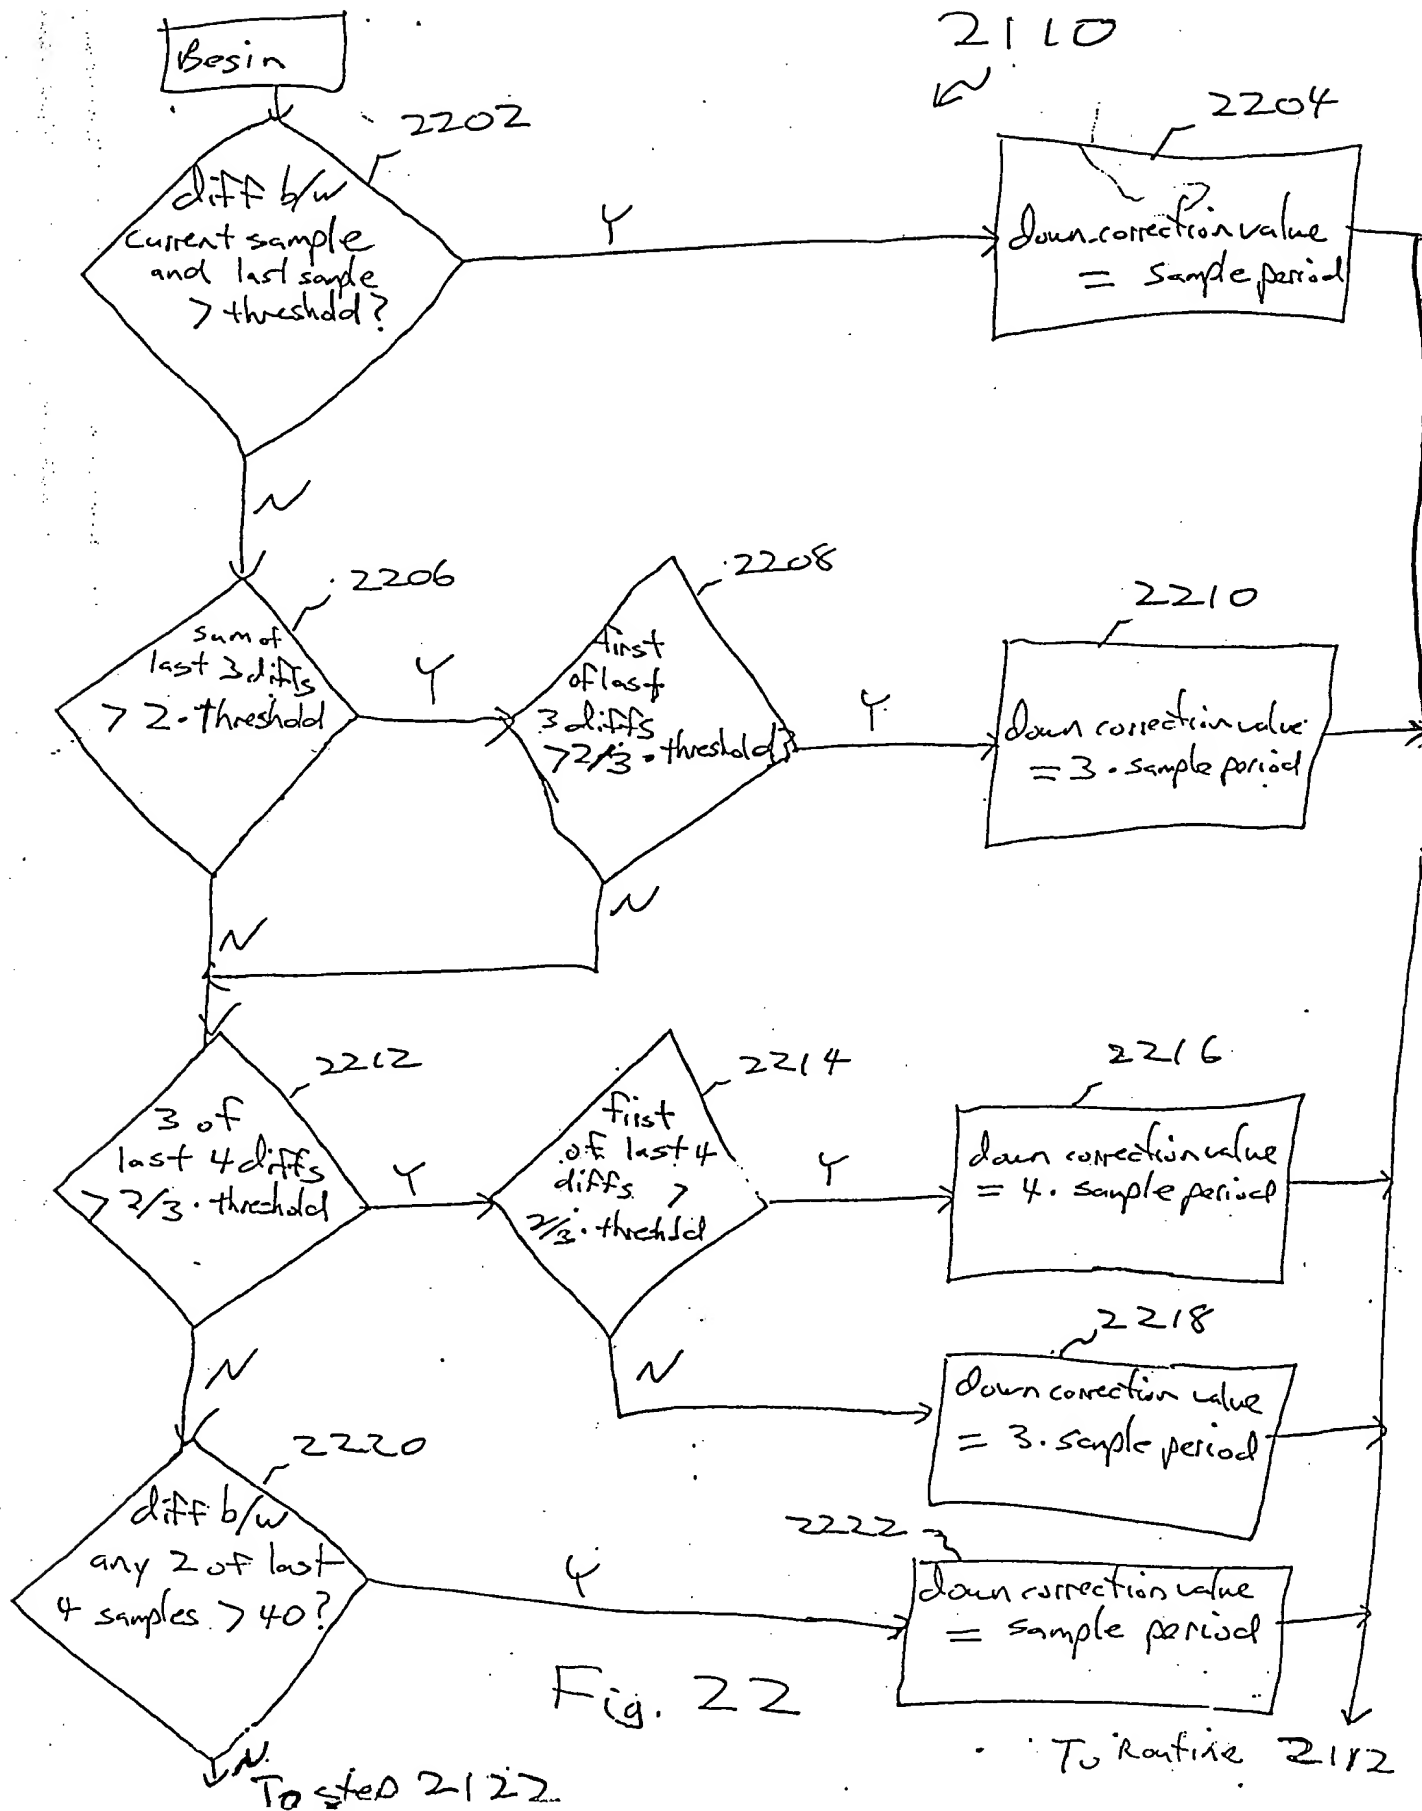 Begin
2110
2202
2204
diff b/w
current sample
and last sample
> threshold?
Y
down-correction value
= sample period
N
2206
2208
2210
sum of
last 3 diffs
> 2 · threshold
Y
first
of last
3 diffs
> 2/3 · threshold
Y
down correction value
= 3 · sample period
N
N
2212
2214
2216
3 of
last 4 diffs
> 2/3 · threshold
Y
first
of last 4
diffs >
2/3 · threshld
Y
down correction value
= 4 · sample period
N
N
2218
down correction value
= 3 · sample period
2220
diff b/w
any 2 of last
4 samples > 40?
Y
2222
down correction value
= sample period
Fig. 22
N
To step 2122
To Routine 2112